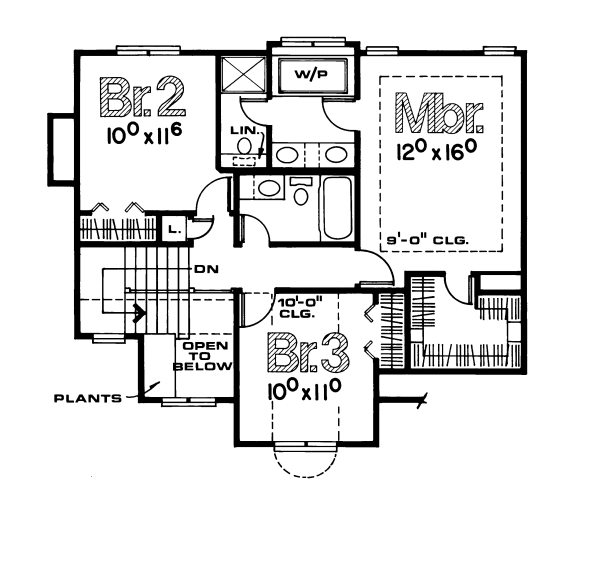 Br. 2
10⁰ x 11⁶
W/P
LIN.
Mbr.
12⁰ x 16⁰
9'-0" CLG.
L.
DN
10'-0"
CLG.
Br. 3
10⁰ x 11⁰
OPEN
TO
BELOW
PLANTS